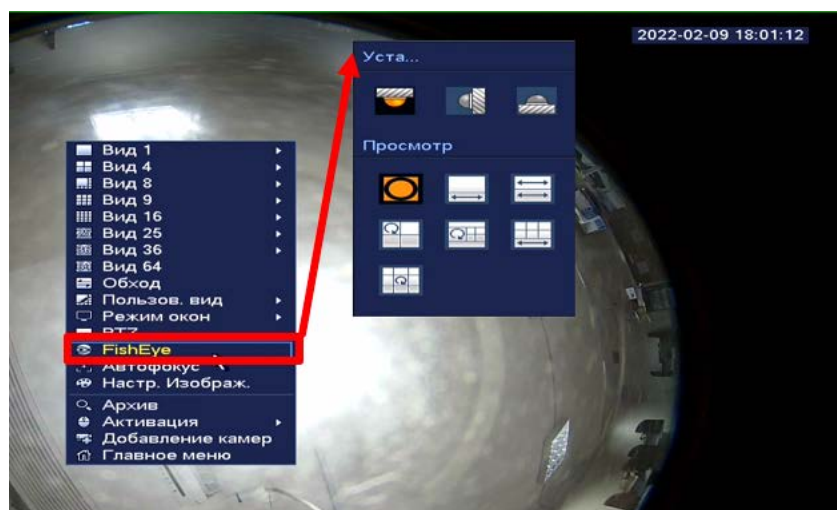 2022-02-09 18:01:12
Уста...
Просмотр
Вид 1
Вид 4
Вид 8
Вид 9
Вид 16
Вид 25
Вид 36
Вид 64
Обход
Пользов. вид
Режим окон
PTZ
FishEye
Автофокус
Настр. Изображ.
Архив
Активация
Добавление камер
Главное меню